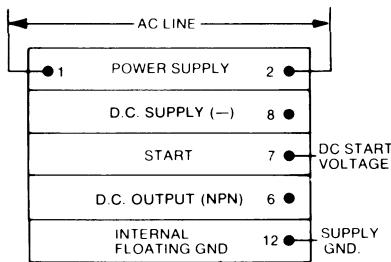 AC LINE
1 POWER SUPPLY 2
D.C. SUPPLY (—) 8
START 7 DC START
VOLTAGE
D.C. OUTPUT (NPN) 6
INTERNAL
FLOATING GND 12 SUPPLY
GND.